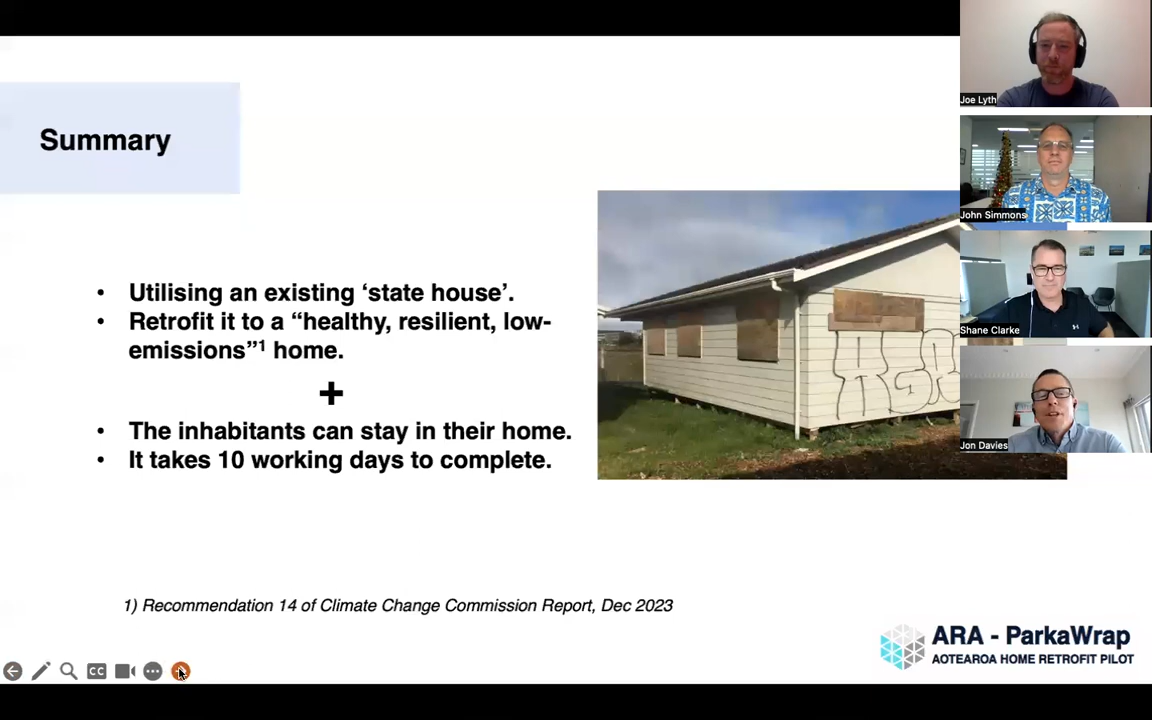 Summary
• Utilising an existing ‘state house’.
• Retrofit it to a “healthy, resilient, low-
emissions”¹ home.
+
• The inhabitants can stay in their home.
• It takes 10 working days to complete.
1) Recommendation 14 of Climate Change Commission Report, Dec 2023
ARA - ParkaWrap
AOTEAROA HOME RETROFIT PILOT
CC
Joe Lyth
John Simmons
Shane Clarke
Jon Davies